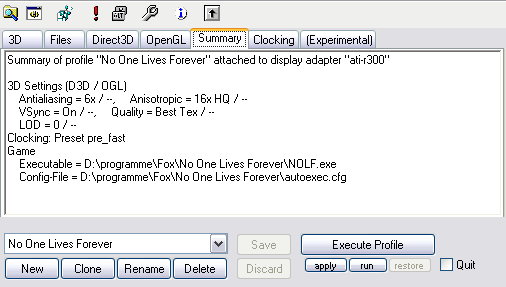 3D Files Direct3D OpenGL Summary Clocking (Experimental)
Summary of profile "No One Lives Forever" attached to display adapter "ati-r300"
3D Settings (D3D / OGL)
Antialiasing = 6x / --, Anisotropic = 16x HQ / --
VSync = On / --, Quality = Best Tex / --
LOD = 0 / --
Clocking: Preset pre_fast
Game
Executable = D:\programme\Fox\No One Lives Forever\NOLF.exe
Config-File = D:\programme\Fox\No One Lives Forever\autoexec.cfg
No One Lives Forever Save Execute Profile
New Clone Rename Delete Discard apply run restore Quit